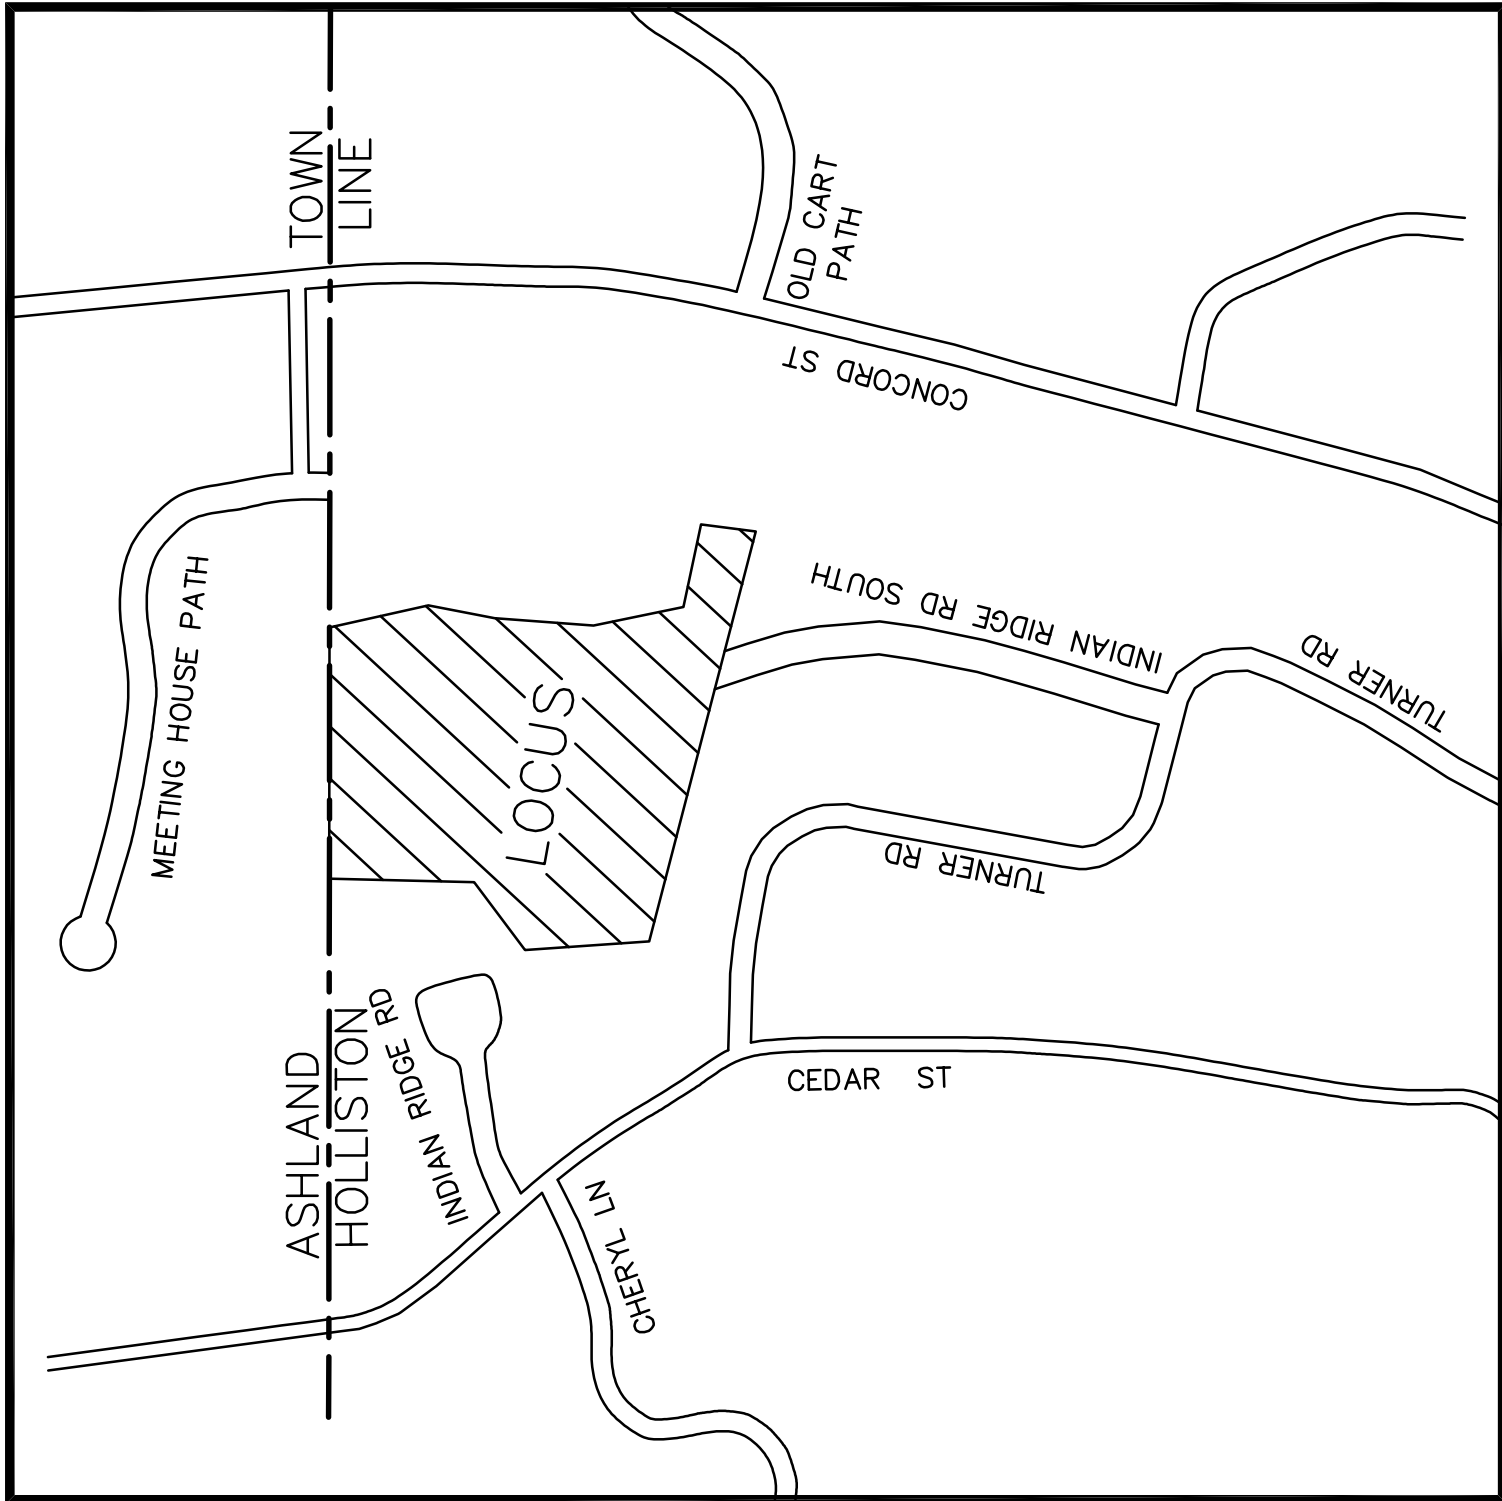 TOWN
LINE
OLD CART
PATH
CONCORD ST
MEETING HOUSE PATH
INDIAN RIDGE RD SOUTH
TURNER RD
LOCUS
TURNER RD
ASHLAND
HOLLISTON
INDIAN RIDGE RD
CEDAR ST
CHERYL LN